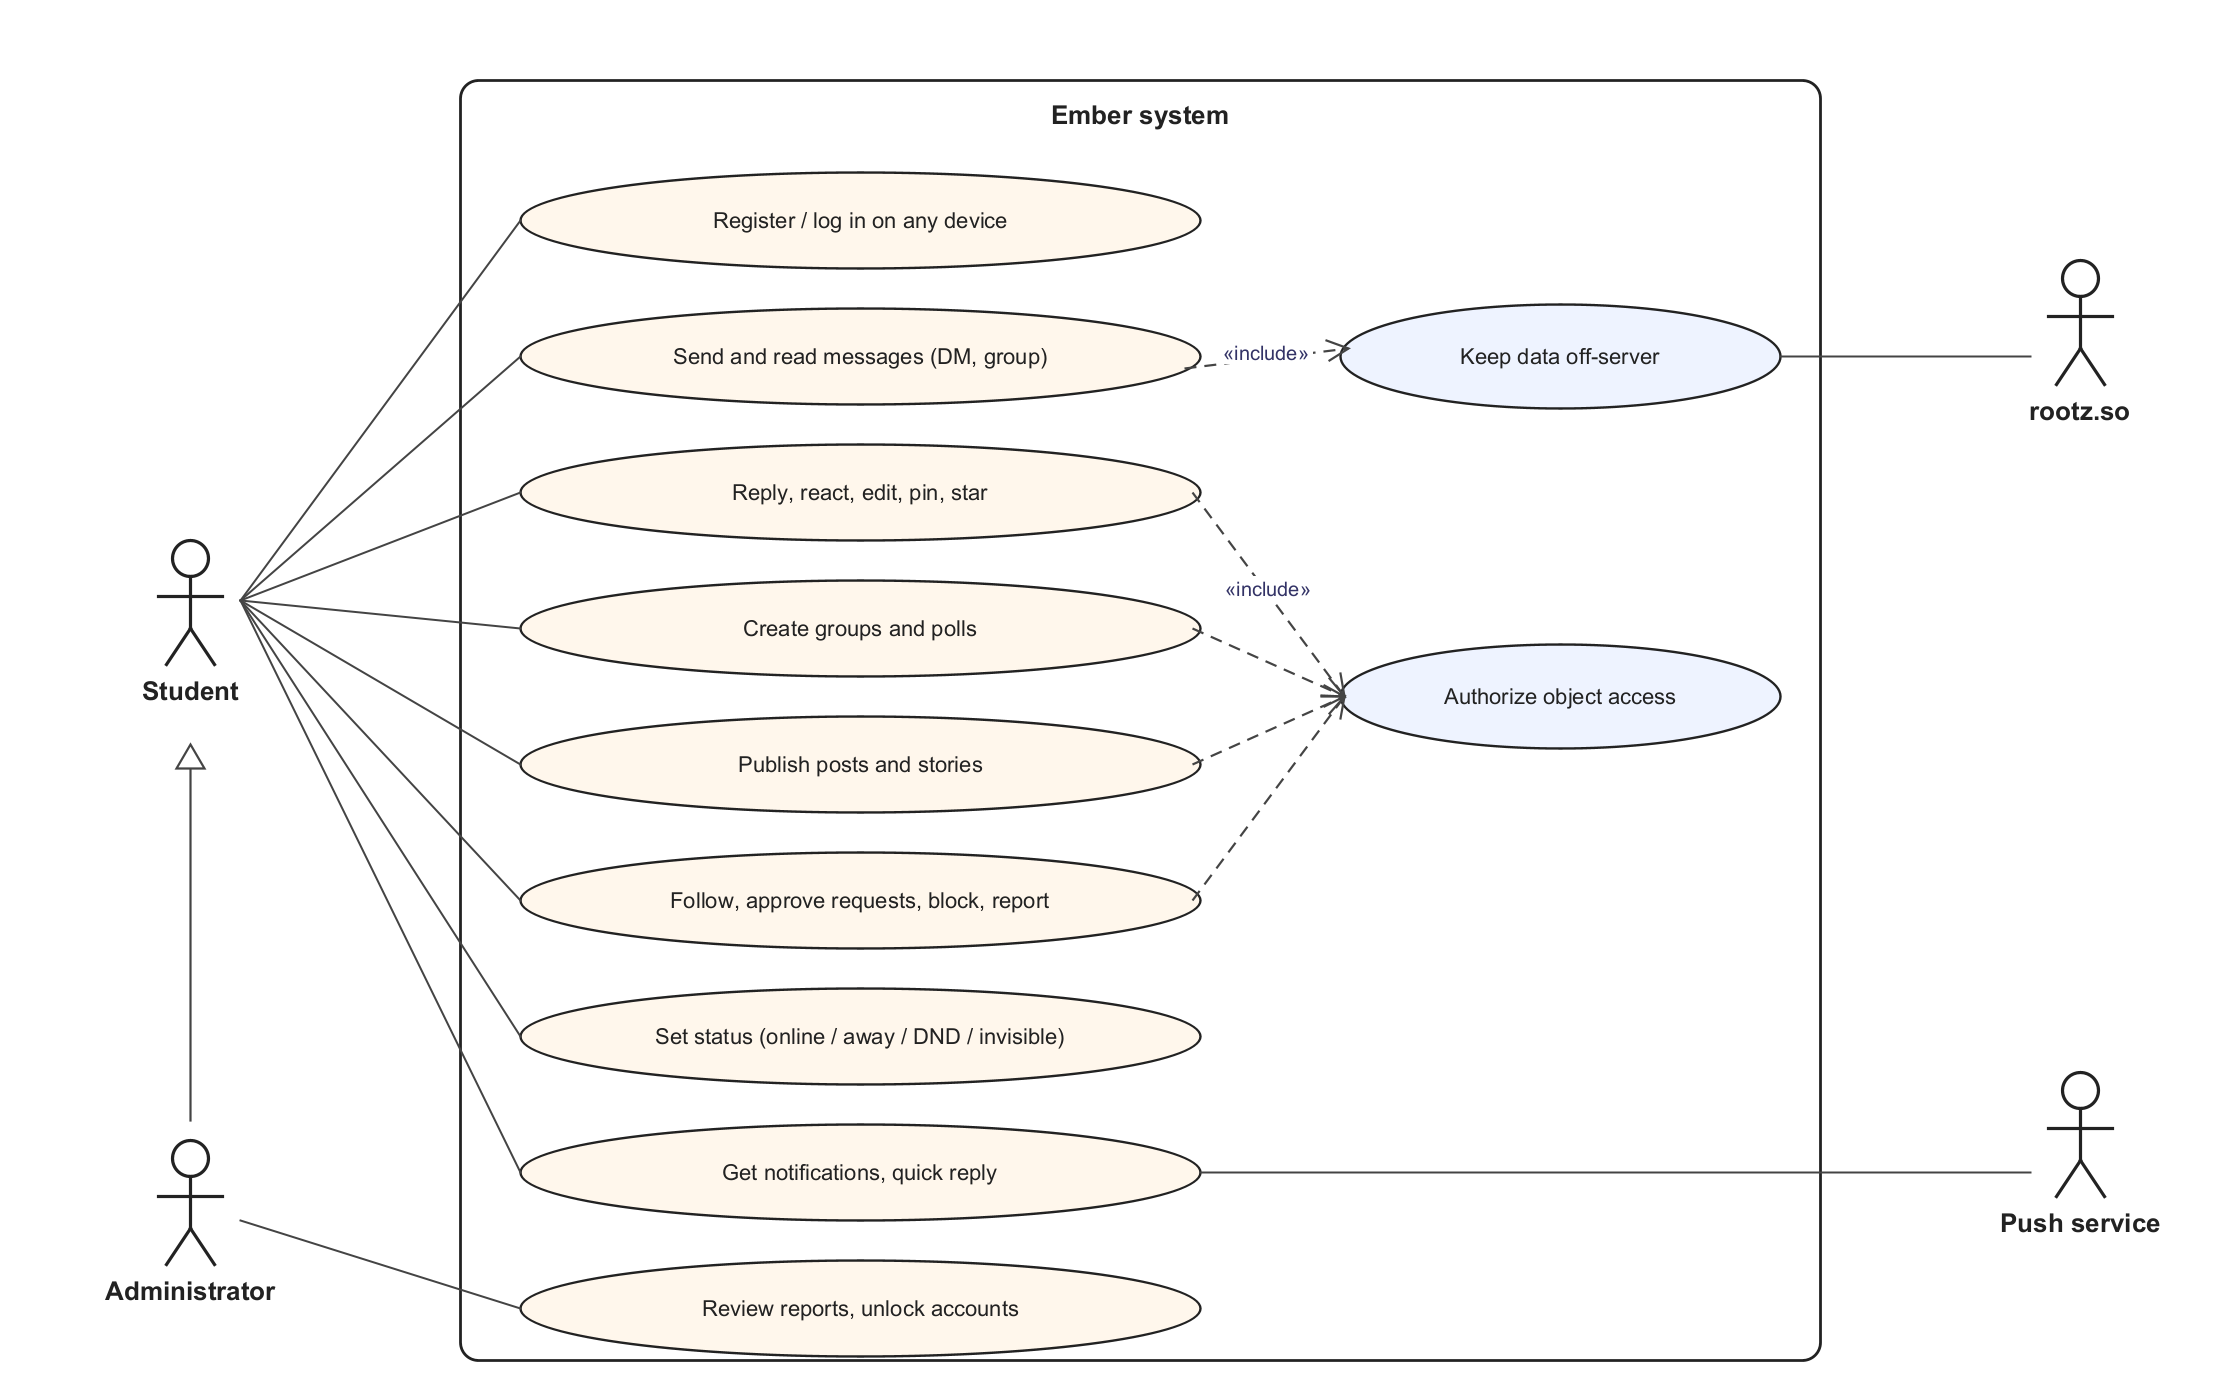 Ember system
Register / log in on any device
Send and read messages (DM, group)
«include»
Keep data off-server
rootz.so
Reply, react, edit, pin, star
«include»
Create groups and polls
Student
Authorize object access
Publish posts and stories
Follow, approve requests, block, report
Set status (online / away / DND / invisible)
Get notifications, quick reply
Push service
Administrator
Review reports, unlock accounts